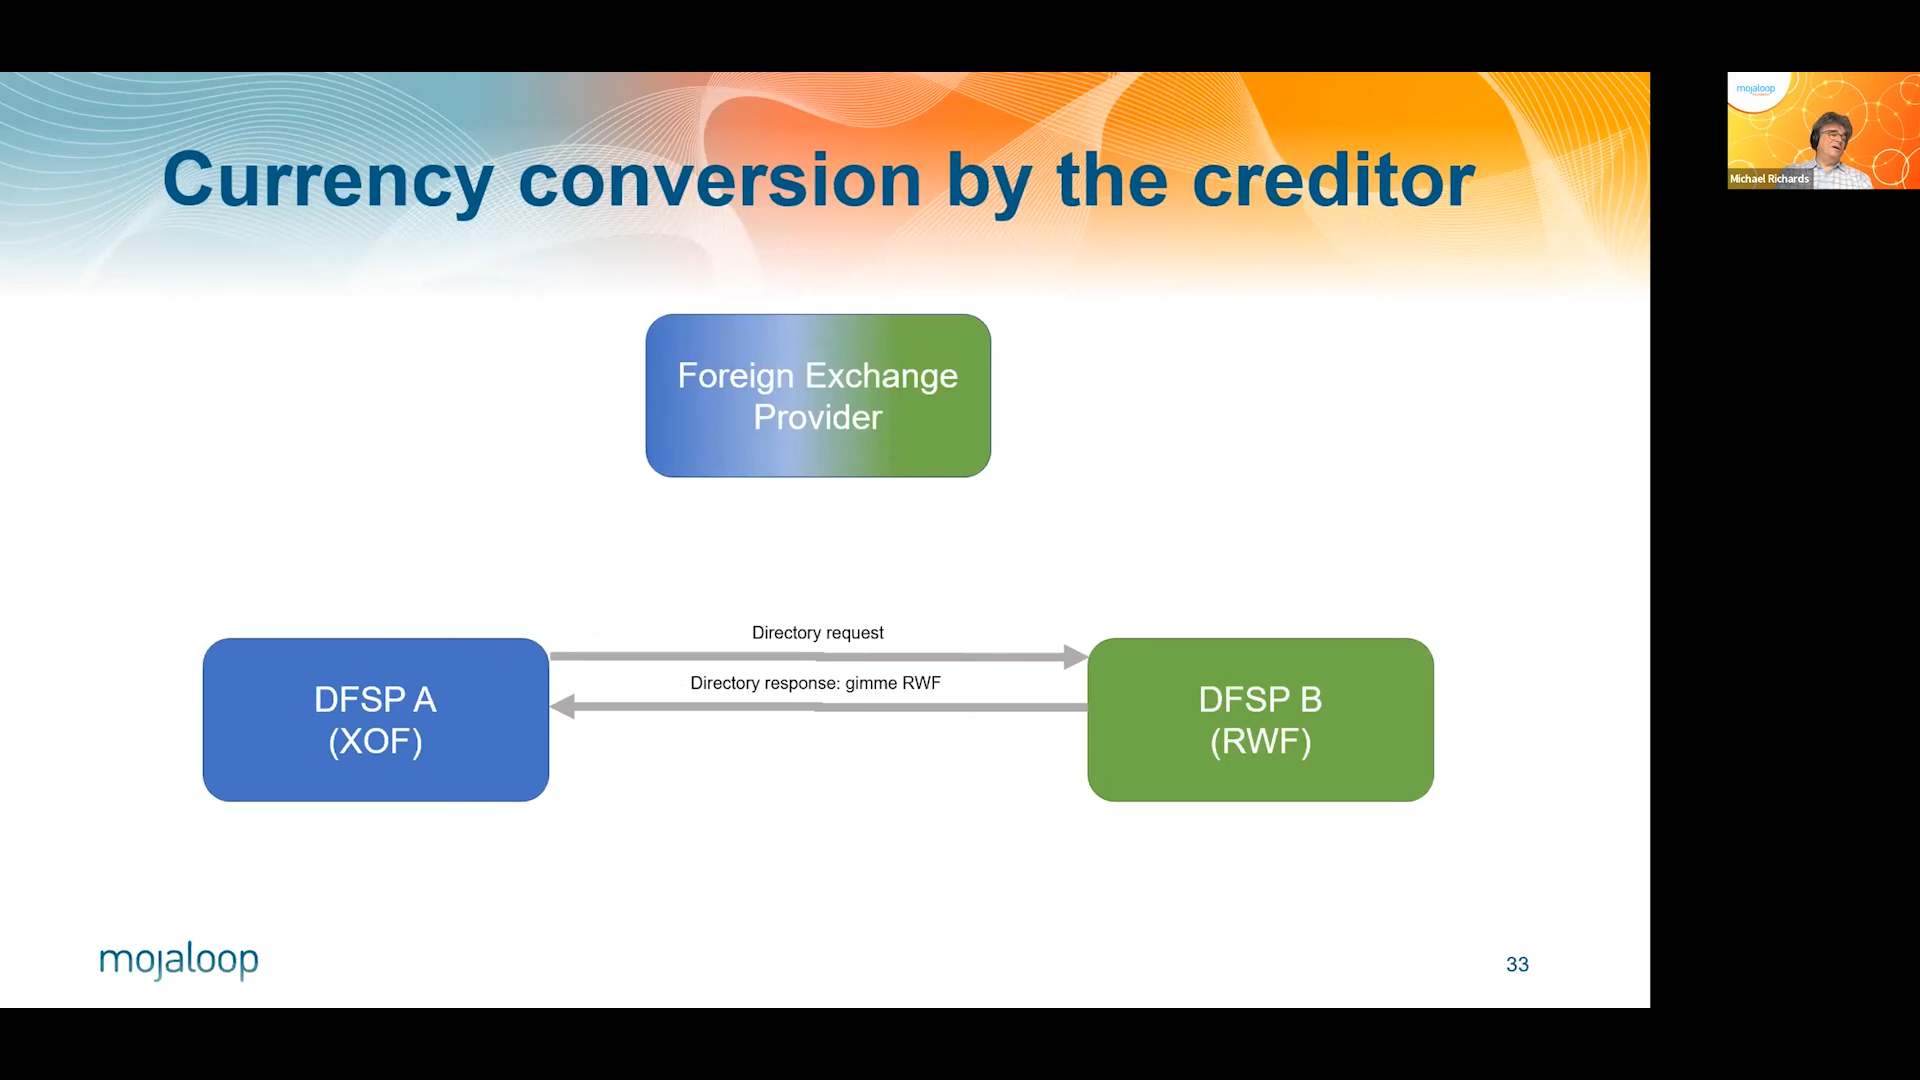 Currency conversion by the creditor
mojaloop
Michael Richards
Foreign Exchange
Provider
Directory request
Directory response: gimme RWF
DFSP A
(XOF)
DFSP B
(RWF)
mojaloop
33